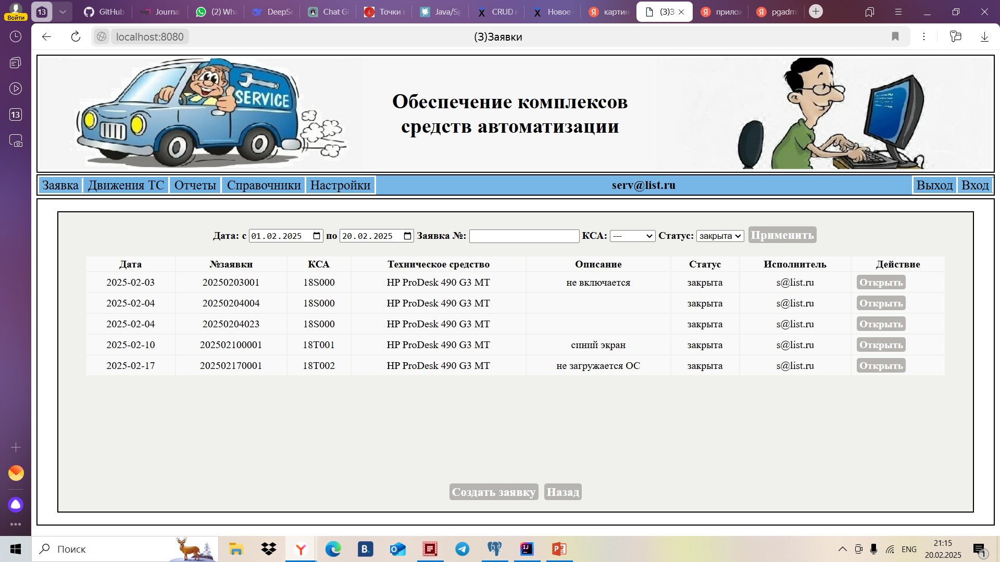 Войти
13
GitHub
Journa
(2) Wha
DeepSe
Chat G
Точки в
Java/Sp
CRUD н
Новое
картин
(3)З
прилож
pgadmi
localhost:8080
(3)Заявки
13
SERVICE
Обеспечение комплексов
средств автоматизации
Заявка Движения ТС Отчеты Справочники Настройки serv@list.ru Выход Вход
Дата: с 01.02.2025 по 20.02.2025 Заявка №: КСА: --- Статус: закрыта Применить
Дата №заявки КСА Техническое средство Описание Статус Исполнитель Действие
2025-02-03 20250203001 18S000 HP ProDesk 490 G3 MT не включается закрыта s@list.ru Открыть
2025-02-04 20250204004 18S000 HP ProDesk 490 G3 MT закрыта s@list.ru Открыть
2025-02-04 20250204023 18S000 HP ProDesk 490 G3 MT закрыта s@list.ru Открыть
2025-02-10 202502100001 18T001 HP ProDesk 490 G3 MT синий экран закрыта s@list.ru Открыть
2025-02-17 202502170001 18T002 HP ProDesk 490 G3 MT не загружается ОС закрыта s@list.ru Открыть
Создать заявку Назад
Поиск
ENG
21:15
20.02.2025
1